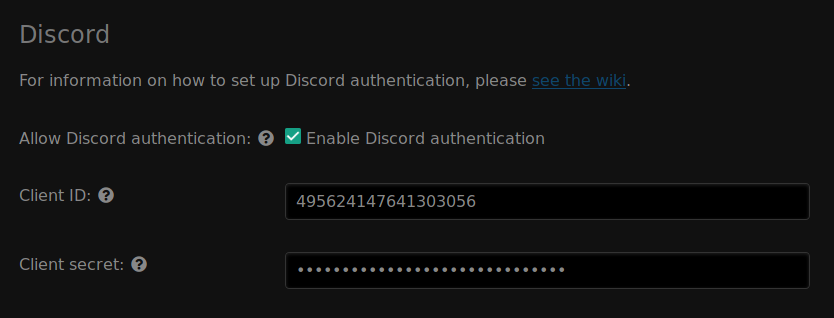 Discord
For information on how to set up Discord authentication, please see the wiki.
Allow Discord authentication: Enable Discord authentication
Client ID: 495624147641303056
Client secret: ••••••••••••••••••••••••••••••